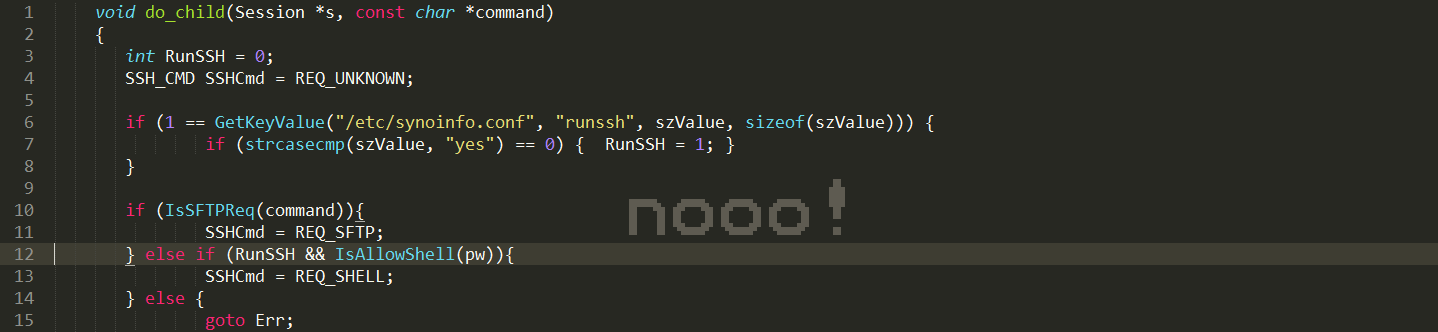 1 void do_child(Session *s, const char *command)
2 {
3 int RunSSH = 0;
4 SSH_CMD SSHCmd = REQ_UNKNOWN;
5
6 if (1 == GetKeyValue("/etc/synoinfo.conf", "runssh", szValue, sizeof(szValue))) {
7 if (strcasecmp(szValue, "yes") == 0) {  RunSSH = 1; }
8 }
9
nooo!
10 if (IsSFTPReq(command)){
11 SSHCmd = REQ_SFTP;
12 } else if (RunSSH && IsAllowShell(pw)){
13 SSHCmd = REQ_SHELL;
14 } else {
15 goto Err;